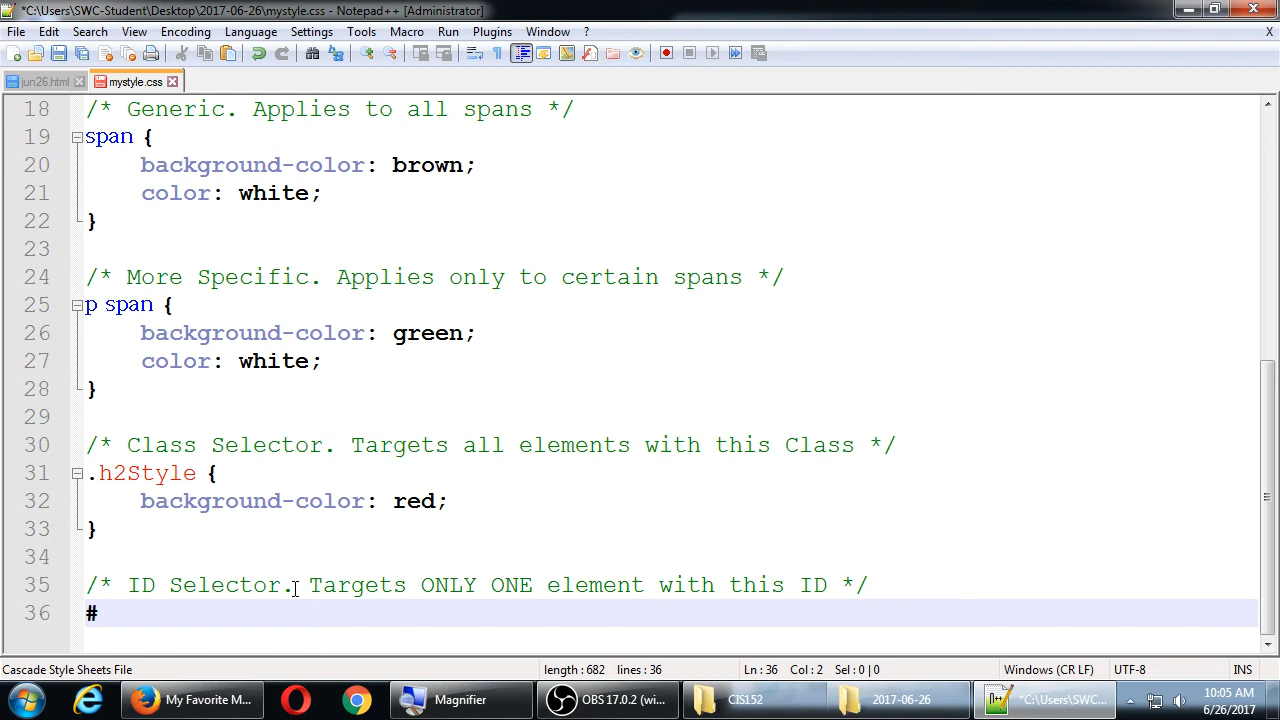 *C:\Users\SWC-Student\Desktop\2017-06-26\mystyle.css - Notepad++ [Administrator]
File Edit Search View Encoding Language Settings Tools Macro Run Plugins Window ? X
jun26.html mystyle.css
18 /* Generic. Applies to all spans */
19 span {
20 background-color: brown;
21 color: white;
22 }
23
24 /* More Specific. Applies only to certain spans */
25 p span {
26 background-color: green;
27 color: white;
28 }
29
30 /* Class Selector. Targets all elements with this Class */
31 .h2Style {
32 background-color: red;
33 }
34
35 /* ID Selector. Targets ONLY ONE element with this ID */
36 #
Cascade Style Sheets File length : 682 lines : 36 Ln : 36 Col : 2 Sel : 0 | 0 Windows (CR LF) UTF-8 INS
My Favorite M... Magnifier OBS 17.0.2 (wi... CIS152 2017-06-26 *C:\Users\SWC... 10:05 AM
6/26/2017